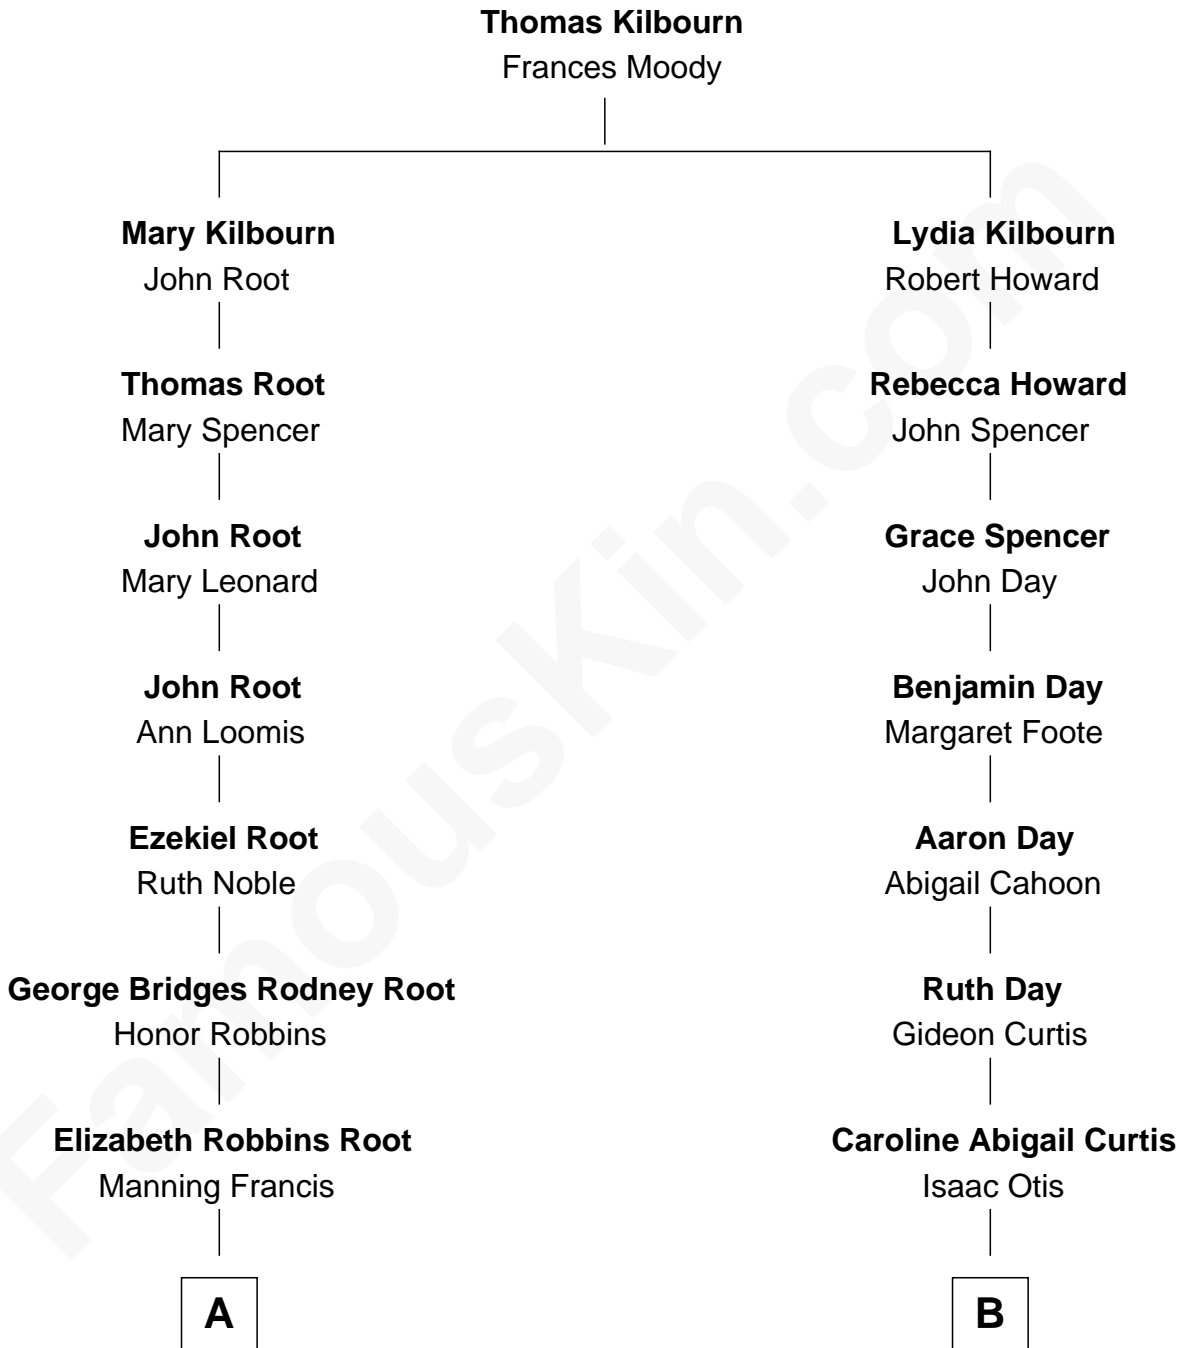 Thomas Kilbourn
Frances Moody
Mary Kilbourn
John Root
Lydia Kilbourn
Robert Howard
Thomas Root
Mary Spencer
Rebecca Howard
John Spencer
John Root
Mary Leonard
Grace Spencer
John Day
John Root
Ann Loomis
Benjamin Day
Margaret Foote
Ezekiel Root
Ruth Noble
Aaron Day
Abigail Cahoon
George Bridges Rodney Root
Honor Robbins
Ruth Day
Gideon Curtis
Elizabeth Robbins Root
Manning Francis
Caroline Abigail Curtis
Isaac Otis
A
B
FamousKin.com